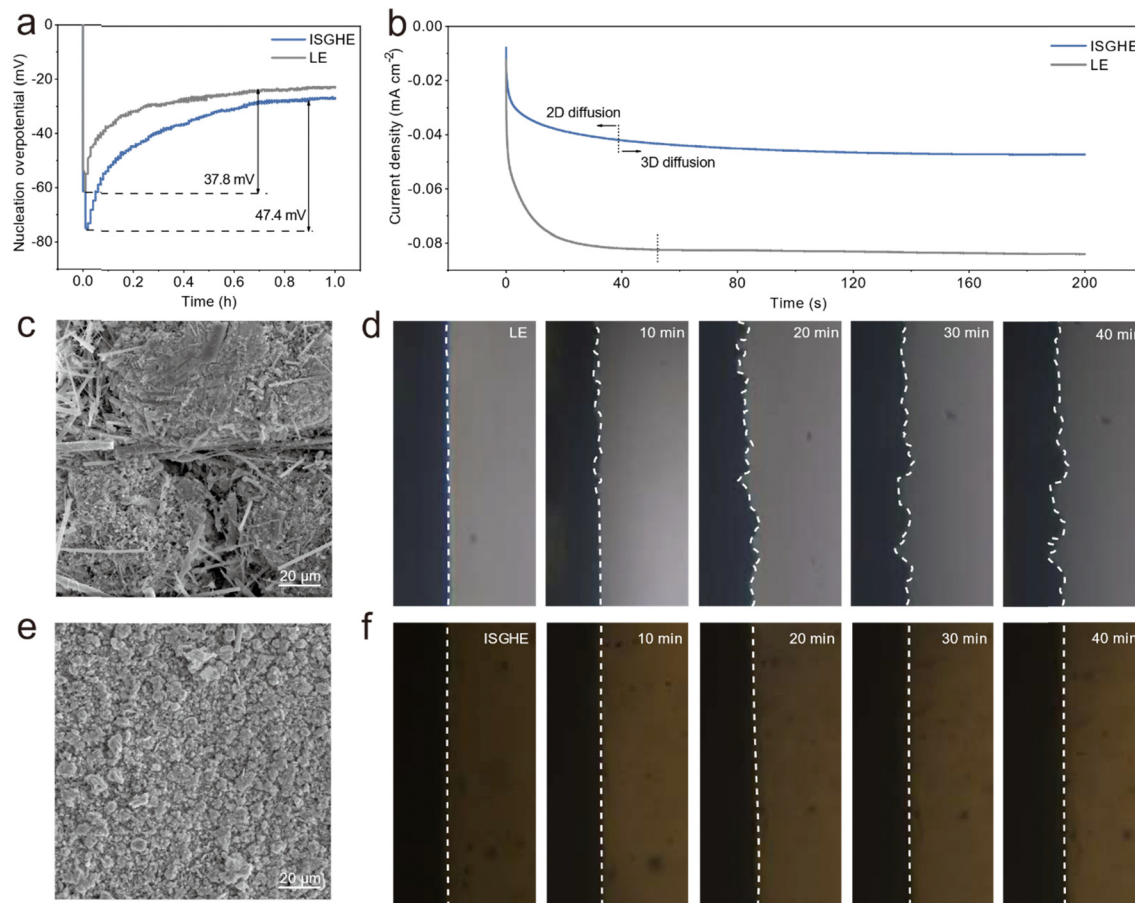 a
ISGHE
LE
Nucleation overpotential (mV)
0
-20
-40
-60
-80
37.8 mV
47.4 mV
0.0
0.2
0.4
0.6
0.8
1.0
Time (h)
b
ISGHE
LE
Current density (mA cm⁻²)
0.00
-0.02
-0.04
-0.06
-0.08
2D diffusion
3D diffusion
0
40
80
120
160
200
Time (s)
c
20 µm
d
LE
10 min
20 min
30 min
40 min
e
20 µm
f
ISGHE
10 min
20 min
30 min
40 min